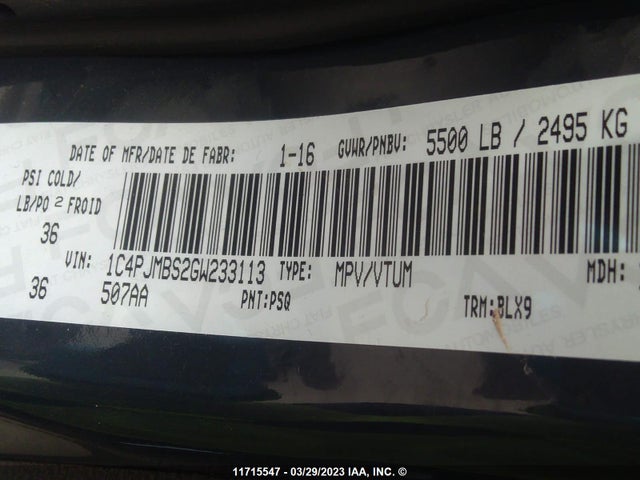 DATE OF MFR/DATE DE FABR: 1-16 GVWR/PNBV: 5500 LB / 2495 KG
PSI COLD/
LB/PO 2 FROID
36
VIN: 1C4PJMBS2GW233113 TYPE: MPV/VTUM MDH:
36 507AA PNT:PSQ TRM:BLX9
11715547 — 03/29/2023 IAA, INC. ©